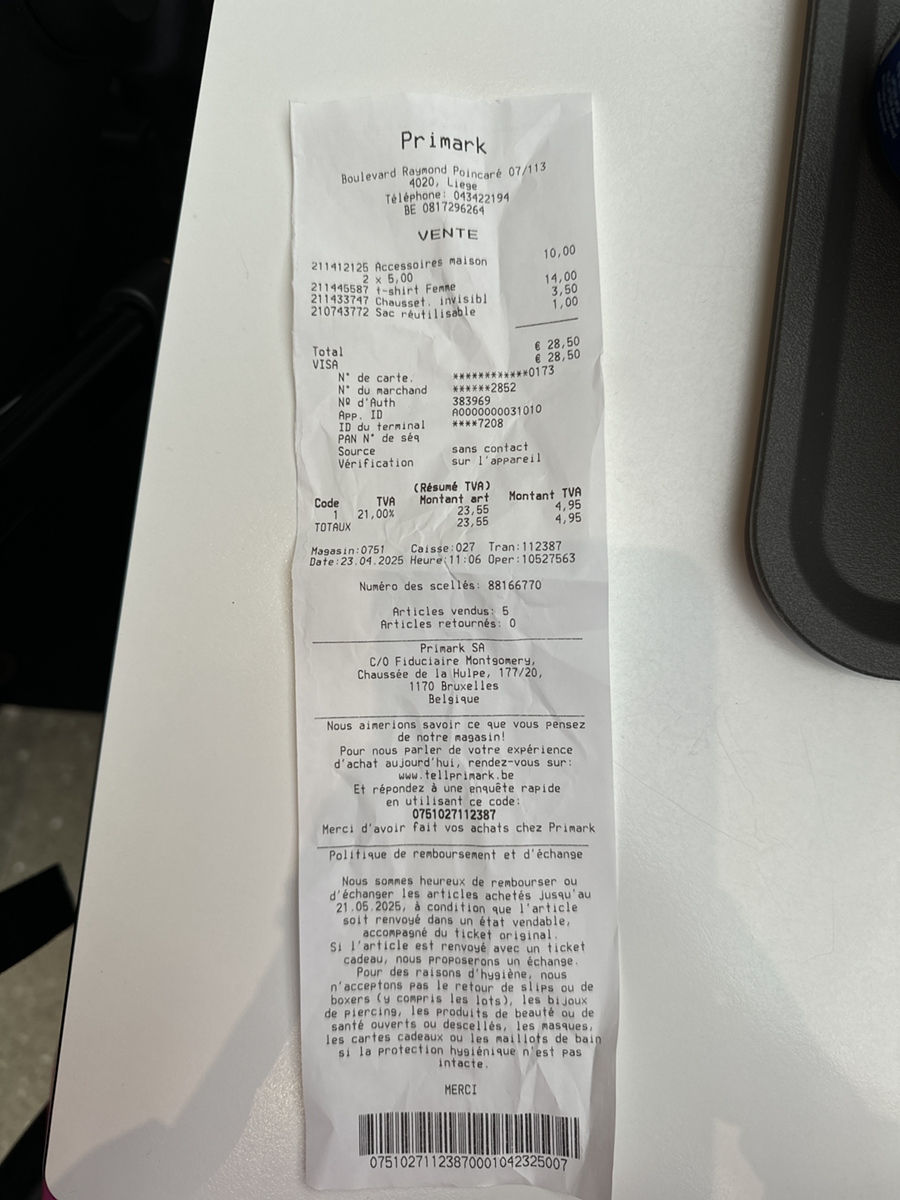 Primark
Boulevard Raymond Poincaré 07/113
4020, Liege
Téléphone: 043422194
BE 0817296264
VENTE
211412125 Accessoires maison 10,00
2 x 5,00
211445587 t-shirt Femme 14,00
211433747 Chausset. invisibl 3,50
210743772 Sac réutilisable 1,00
Total € 28,50
VISA € 28,50
N° de carte. ************0173
N° du marchand ******2852
Nº d'Auth 383969
App. ID A0000000031010
ID du terminal ****7208
PAN N° de séq
Source sans contact
Vérification sur l'appareil
(Résumé TVA)
Code TVA Montant art Montant TVA
1 21,00% 23,55 4,95
TOTAUX 23,55 4,95
Magasin:0751 Caisse:027 Tran:112387
Date:23.04.2025 Heure:11:06 Oper:10527563
Numéro des scellés: 88166770
Articles vendus: 5
Articles retournés: 0
Primark SA
C/O Fiduciaire Montgomery,
Chaussée de la Hulpe, 177/20,
1170 Bruxelles
Belgique
Nous aimerions savoir ce que vous pensez
de notre magasin!
Pour nous parler de votre expérience
d'achat aujourd'hui, rendez-vous sur:
www.tellprimark.be
Et répondez à une enquête rapide
en utilisant ce code:
0751027112387
Merci d'avoir fait vos achats chez Primark
Politique de remboursement et d'échange
Nous sommes heureux de rembourser ou
d'échanger les articles achetés jusqu'au
21.05.2025, à condition que l'article
soit renvoyé dans un état vendable,
accompagné du ticket original.
Si l'article est renvoyé avec un ticket
cadeau, nous proposerons un échange.
Pour des raisons d'hygiène, nous
n'acceptons pas le retour de slips ou de
boxers (y compris les lots), les bijoux
de piercing, les produits de beauté ou de
santé ouverts ou descellés, les masques,
les cartes cadeaux ou les maillots de bain
si la protection hygiénique n'est pas
intacte.
MERCI
07510271123870001042325007